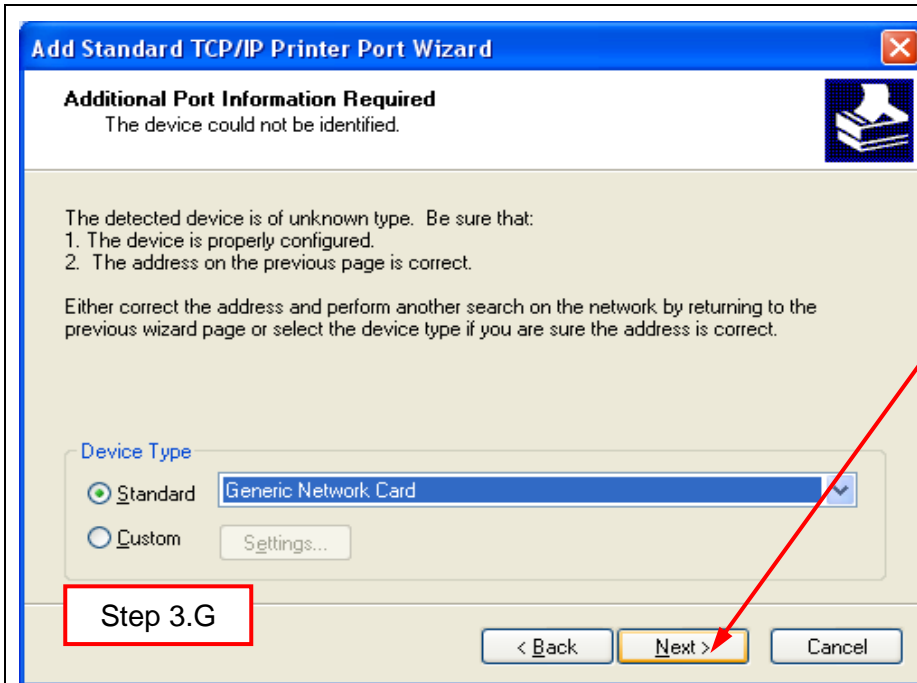 Add Standard TCP/IP Printer Port Wizard
Additional Port Information Required
The device could not be identified.
The detected device is of unknown type. Be sure that:
1. The device is properly configured.
2. The address on the previous page is correct.
Either correct the address and perform another search on the network by returning to the
previous wizard page or select the device type if you are sure the address is correct.
Device Type
Standard Generic Network Card
Custom Settings...
Step 3.G
< Back Next > Cancel